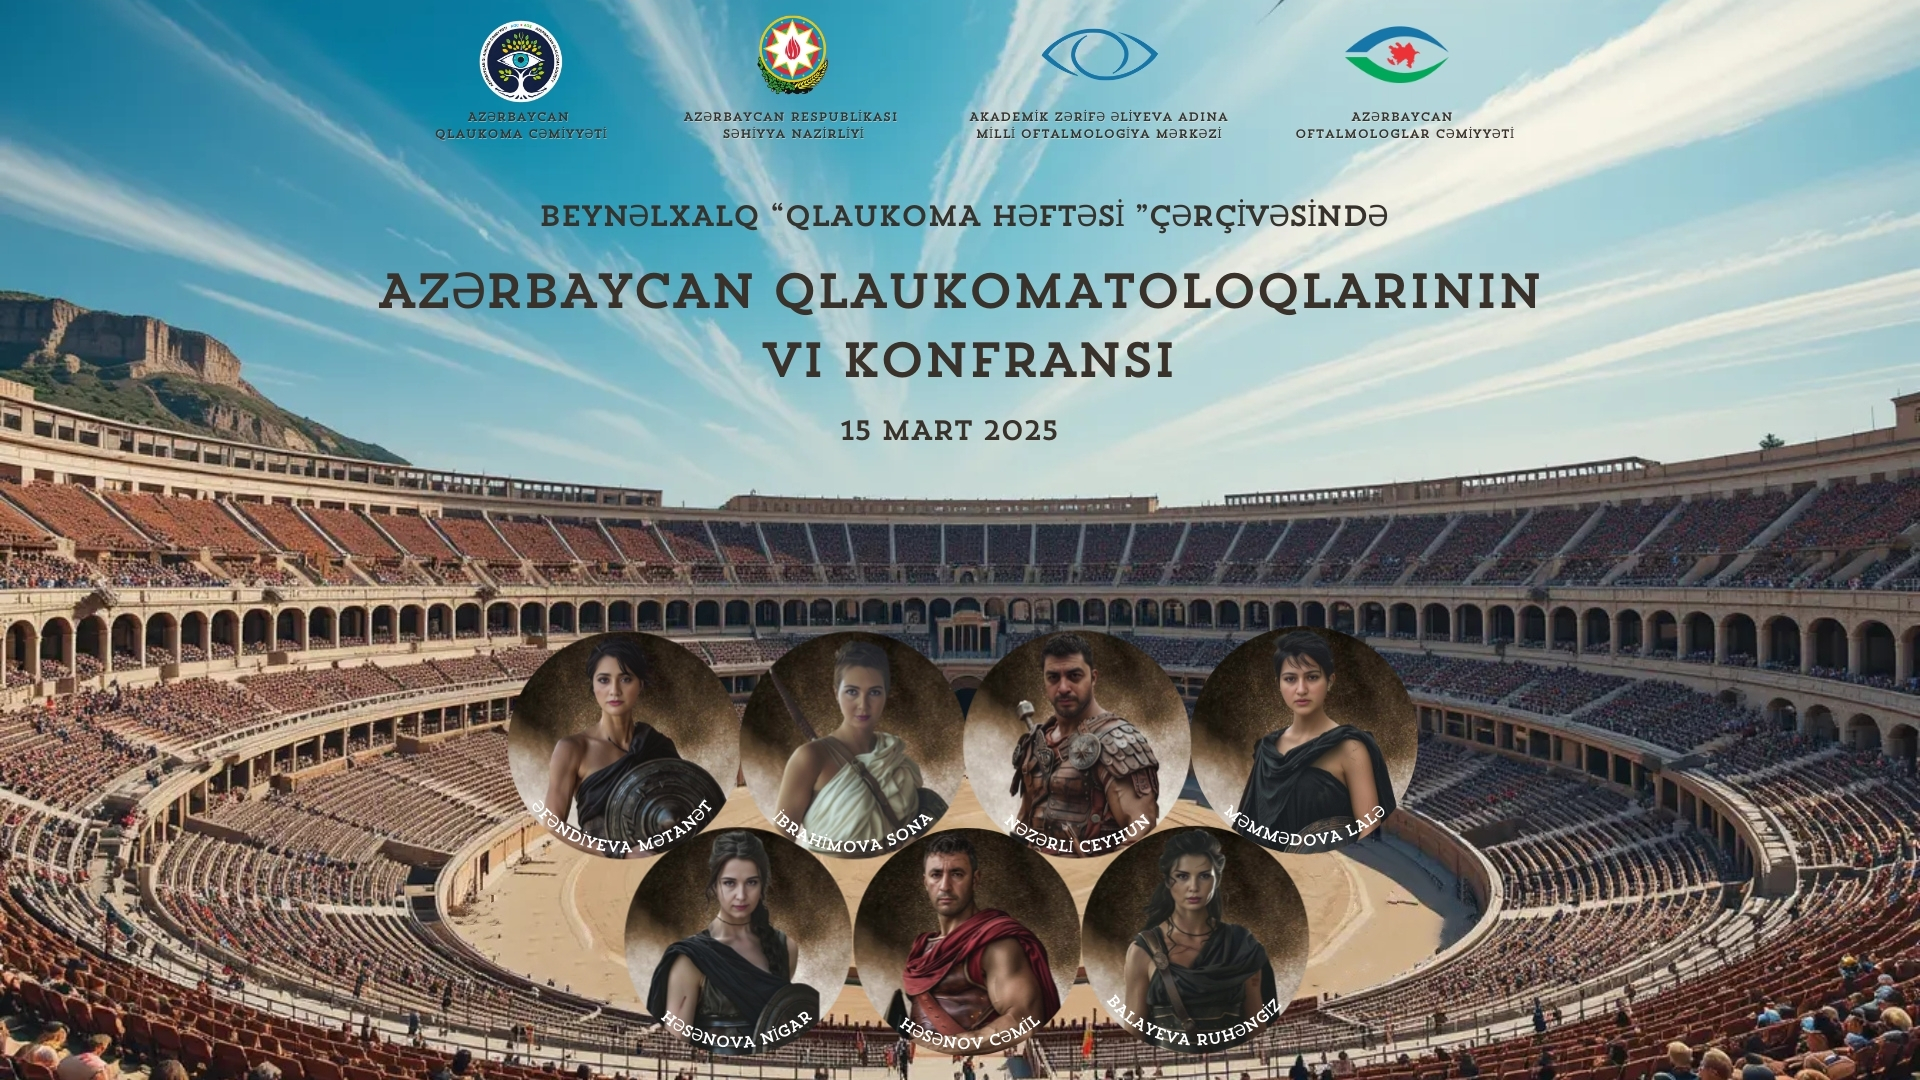 AZƏRBAYCAN
QLAUKOMA CƏMİYYƏTİ
AZƏRBAYCAN RESPUBLİKASI
SƏHİYYA NAZİRLİYİ
AKADEMİK ZƏRİFƏ ƏLİYEVA ADINA
MİLLİ OFTALMOLOGİYA MƏRKƏZİ
AZƏRBAYCAN
OFTALMOLOGLAR CƏMİYYƏTİ
BEYNƏLXALQ “QLAUKOMA HƏFTƏSİ ”ÇƏRÇİVƏSİNDƏ
AZƏRBAYCAN QLAUKOMATOLOQLARININ
VI KONFRANSI
15 MART 2025
ƏFƏNDİYEVA MƏTANƏT
İBRAHİMOVA SONA
NƏZƏRLİ CEYHUN
MƏMMƏDOVA LALƏ
HƏSƏNOVA NİGAR
HƏSƏNOV CƏMİL
BALAYEVA RUHƏNGİZ